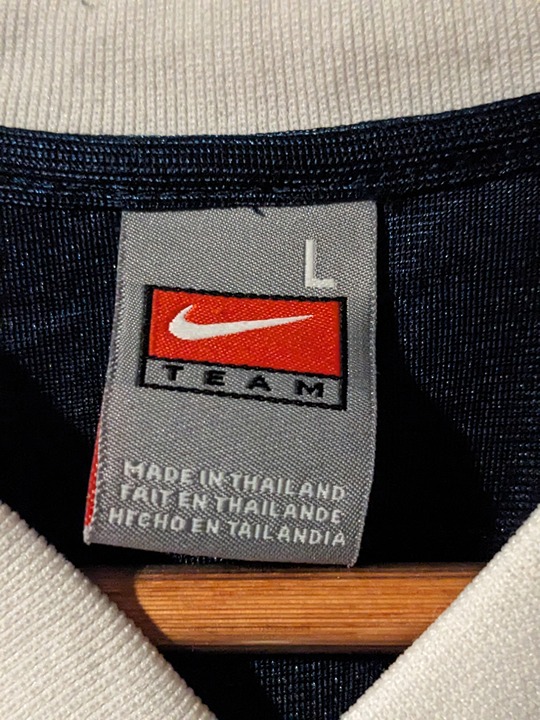 L
TEAM
MADE IN THAILAND
FAIT EN THAILANDE
HECHO EN TAILANDIA